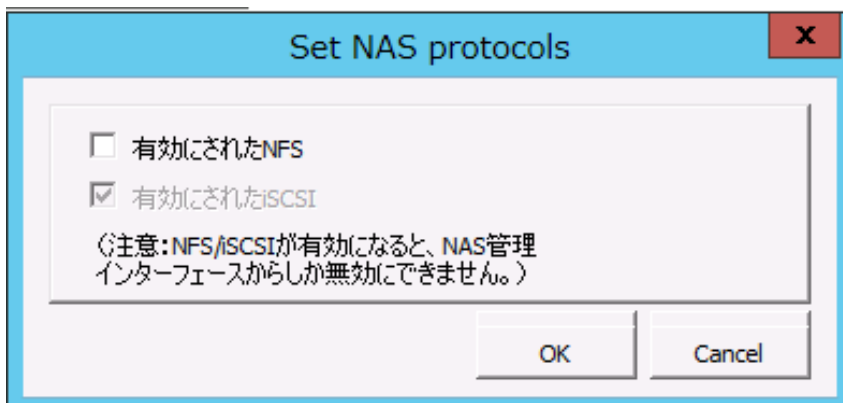 Set NAS protocols
x
有効にされたNFS
有効にされたiSCSI
(注意:NFS/iSCSIが有効になると、NAS管理
インターフェースからしか無効にできません。)
OK
Cancel